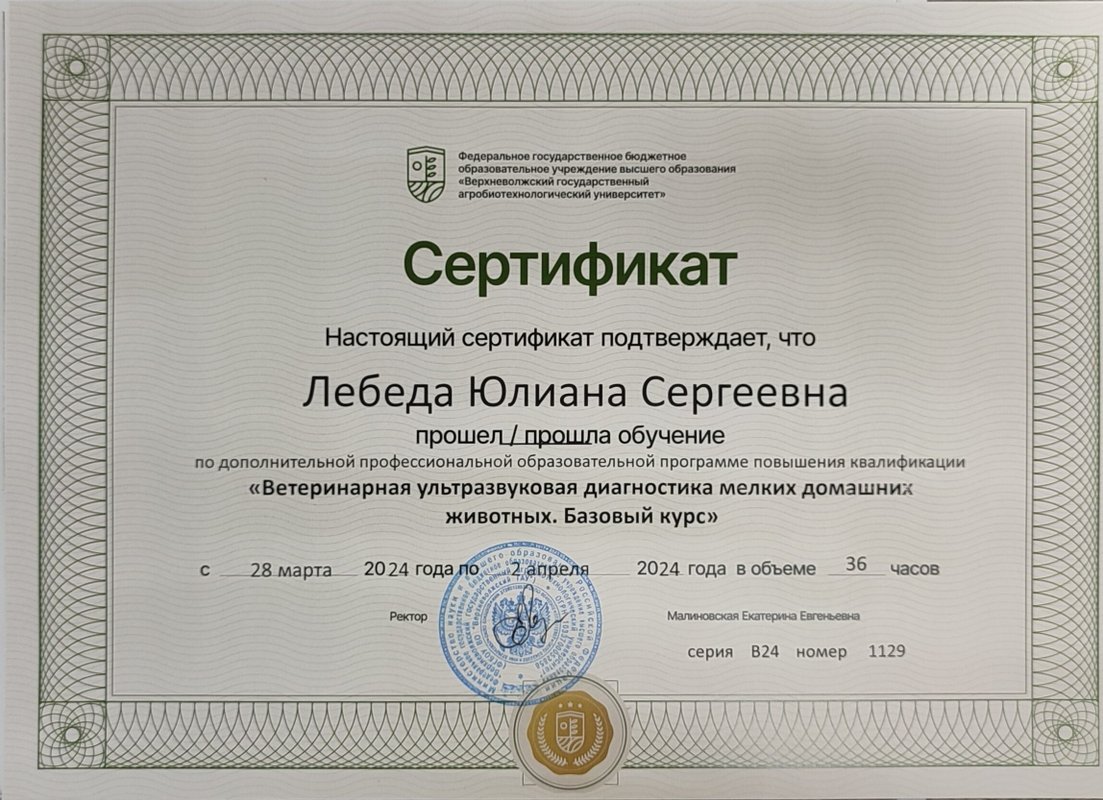 Федеральное государственное бюджетное
образовательное учреждение высшего образования
«Верхневолжский государственный
агробиотехнологический университет»
Сертификат
Настоящий сертификат подтверждает, что
Лебеда Юлиана Сергеевна
прошел / прошла обучение
по дополнительной профессиональной образовательной программе повышения квалификации
«Ветеринарная ультразвуковая диагностика мелких домашних
животных. Базовый курс»
с 28 марта 2024 года по 2 апреля 2024 года в объеме 36 часов
Ректор Малиновская Екатерина Евгеньевна
серия В24 номер 1129